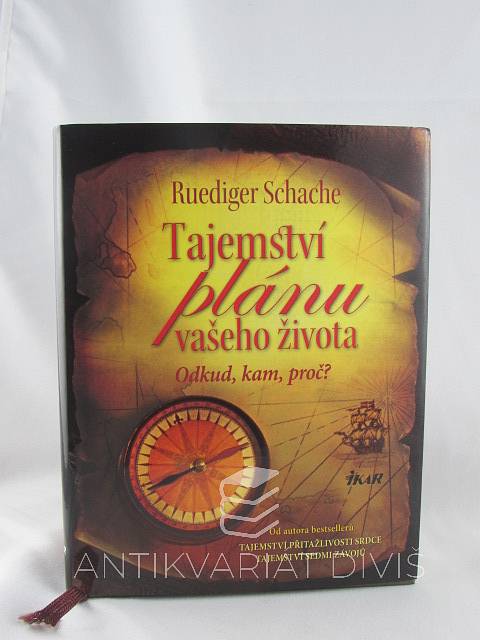 Ruediger Schache
Tajemství
plánu
vašeho života
Odkud, kam, proč?
IKAR
Od autora bestsellerů
TAJEMSTVÍ PŘITAŽLIVOSTI SRDCE
TAJEMSTVÍ SEDMI ZÁVOJŮ
ANTIKVARIÁT DIVIŠ